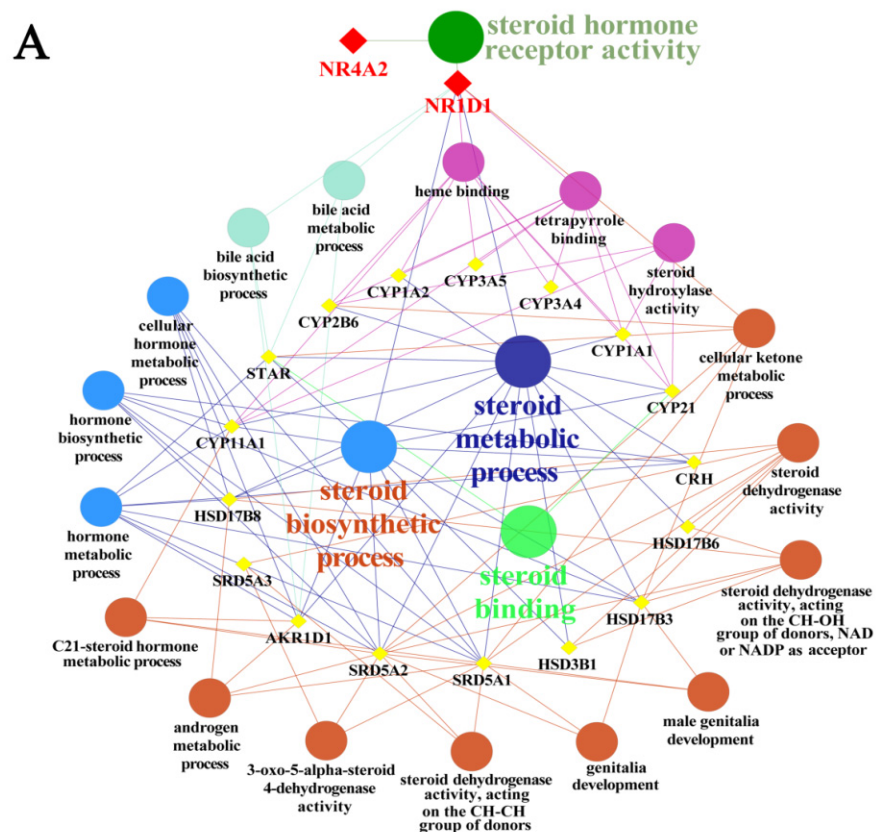 A
steroid hormone
receptor activity
NR4A2
NR1D1
heme binding
bile acid
metabolic
process
tetrapyrrole
binding
bile acid
biosynthetic
process
steroid
hydroxylase
activity
CYP1A2
CYP3A5
CYP3A4
CYP2B6
CYP1A1
cellular
hormone
metabolic
process
cellular ketone
metabolic
process
STAR
CYP21
hormone
biosynthetic
process
CYP11A1
steroid
metabolic
process
CRH
steroid
dehydrogenase
activity
steroid
biosynthetic
process
HSD17B8
hormone
metabolic
process
HSD17B6
SRD5A3
steroid
binding
steroid dehydrogenase
activity, acting
on the CH-OH
group of donors, NAD
or NADP as acceptor
HSD17B3
AKR1D1
C21-steroid hormone
metabolic process
SRD5A2
SRD5A1
HSD3B1
male genitalia
development
androgen
metabolic
process
3-oxo-5-alpha-steroid
4-dehydrogenase
activity
steroid dehydrogenase
activity, acting
on the CH-CH
group of donors
genitalia
development